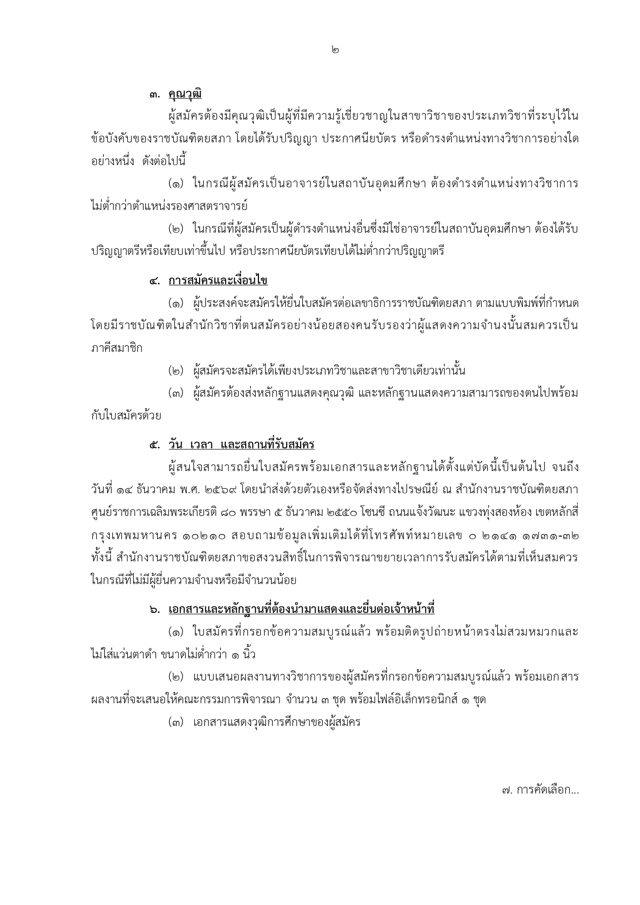 ๒
๓. คุณวุฒิ
ผู้สมัครต้องมีคุณวุฒิเป็นผู้ที่มีความรู้เชี่ยวชาญในสาขาวิชาของประเภทวิชาที่ระบุไว้ใน
ข้อบังคับของราชบัณฑิตยสภา โดยได้รับปริญญา ประกาศนียบัตร หรือดำรงตำแหน่งทางวิชาการอย่างใด
อย่างหนึ่ง ดังต่อไปนี้
(๑) ในกรณีผู้สมัครเป็นอาจารย์ในสถาบันอุดมศึกษา ต้องดำรงตำแหน่งทางวิชาการ
ไม่ต่ำกว่าตำแหน่งรองศาสตราจารย์
(๒) ในกรณีที่ผู้สมัครเป็นผู้ดำรงตำแหน่งอื่นซึ่งมิใช่อาจารย์ในสถาบันอุดมศึกษา ต้องได้รับ
ปริญญาตรีหรือเทียบเท่าขึ้นไป หรือประกาศนียบัตรเทียบได้ไม่ต่ำกว่าปริญญาตรี
๔. การสมัครและเงื่อนไข
(๑) ผู้ประสงค์จะสมัครให้ยื่นใบสมัครต่อเลขาธิการราชบัณฑิตยสภา ตามแบบพิมพ์ที่กำหนด
โดยมีราชบัณฑิตในสำนักวิชาที่ตนสมัครอย่างน้อยสองคนรับรองว่าผู้แสดงความจำนงนั้นสมควรเป็น
ภาคีสมาชิก
(๒) ผู้สมัครจะสมัครได้เพียงประเภทวิชาและสาขาวิชาเดียวเท่านั้น
(๓) ผู้สมัครต้องส่งหลักฐานแสดงคุณวุฒิ และหลักฐานแสดงความสามารถของตนไปพร้อม
กับใบสมัครด้วย
๕. วัน เวลา และสถานที่รับสมัคร
ผู้สนใจสามารถยื่นใบสมัครพร้อมเอกสารและหลักฐานได้ตั้งแต่บัดนี้เป็นต้นไป จนถึง
วันที่ ๑๔ ธันวาคม พ.ศ. ๒๕๖๙ โดยนำส่งด้วยตัวเองหรือจัดส่งทางไปรษณีย์ ณ สำนักงานราชบัณฑิตยสภา
ศูนย์ราชการเฉลิมพระเกียรติ ๘๐ พรรษา ๕ ธันวาคม ๒๕๕๐ โซนซี ถนนแจ้งวัฒนะ แขวงทุ่งสองห้อง เขตหลักสี่
กรุงเทพมหานคร ๑๐๒๑๐ สอบถามข้อมูลเพิ่มเติมได้ที่โทรศัพท์หมายเลข ๐ ๒๑๔๑ ๑๗๓๑-๓๒
ทั้งนี้ สำนักงานราชบัณฑิตยสภาขอสงวนสิทธิ์ในการพิจารณาขยายเวลาการรับสมัครได้ตามที่เห็นสมควร
ในกรณีที่ไม่มีผู้ยื่นความจำนงหรือมีจำนวนน้อย
๖. เอกสารและหลักฐานที่ต้องนำมาแสดงและยื่นต่อเจ้าหน้าที่
(๑) ใบสมัครที่กรอกข้อความสมบูรณ์แล้ว พร้อมติดรูปถ่ายหน้าตรงไม่สวมหมวกและ
ไม่ใส่แว่นตาดำ ขนาดไม่ต่ำกว่า ๑ นิ้ว
(๒) แบบเสนอผลงานทางวิชาการของผู้สมัครที่กรอกข้อความสมบูรณ์แล้ว พร้อมเอกสาร
ผลงานที่จะเสนอให้คณะกรรมการพิจารณา จำนวน ๓ ชุด พร้อมไฟล์อิเล็กทรอนิกส์ ๑ ชุด
(๓) เอกสารแสดงวุฒิการศึกษาของผู้สมัคร
๗. การคัดเลือก...